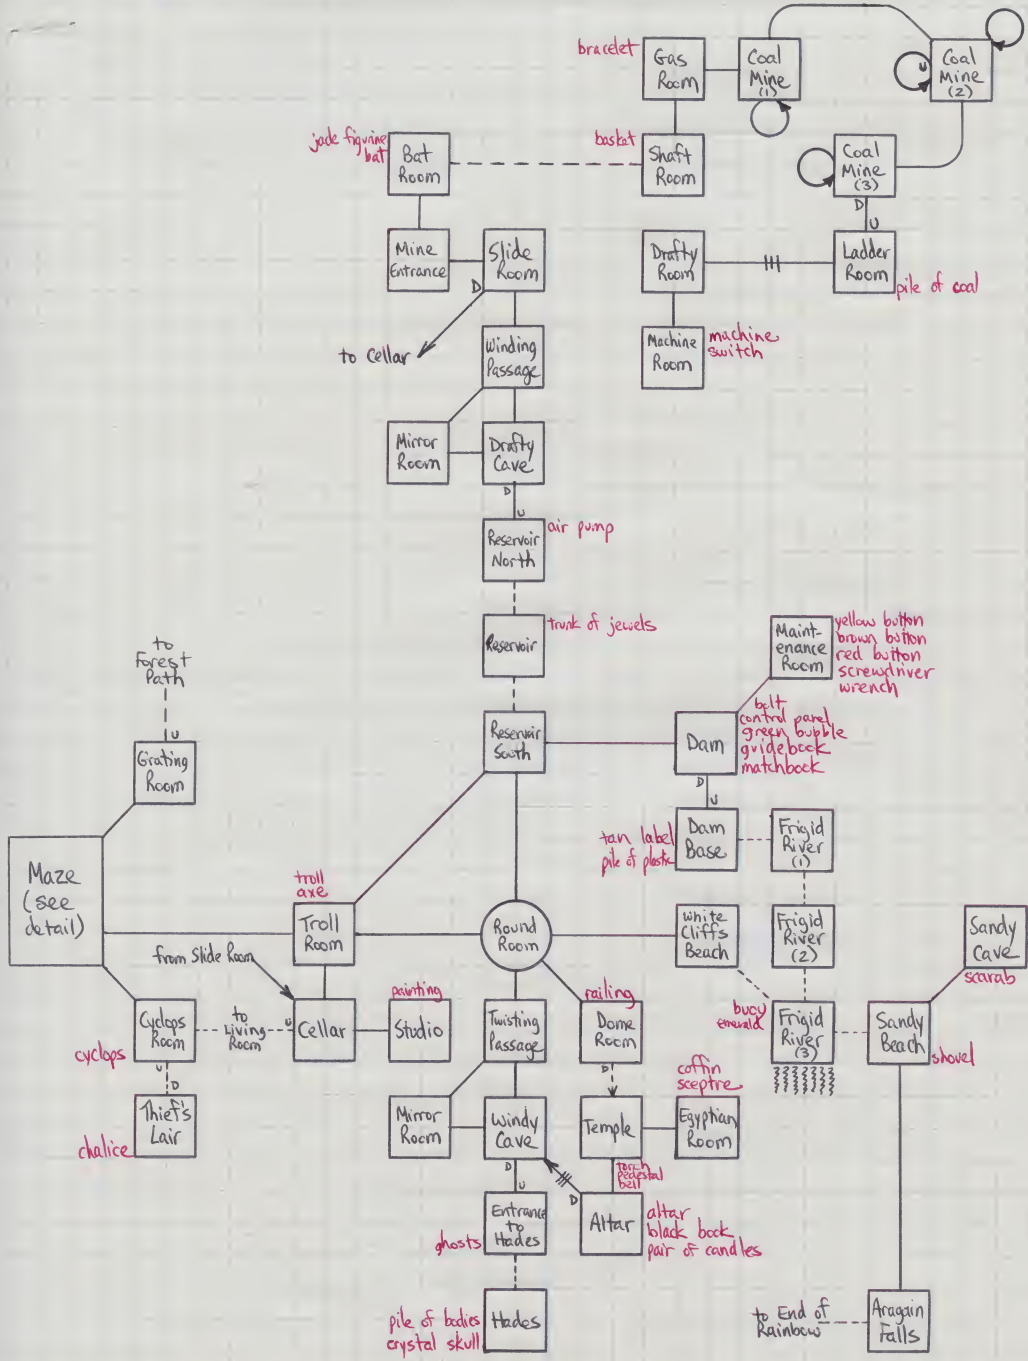 bracelet
Gas
Room
Coal
Mine
(1)
U
Coal
Mine
(2)
jade figurine
bat
Bat
Room
basket
Shaft
Room
Coal
Mine
(3)
D
U
Mine
Entrance
Slide
Room
D
Drafty
Room
Ladder
Room
pile of coal
to Cellar
Winding
Passage
Machine
Room
machine
switch
Mirror
Room
Drafty
Cave
D
U
Reservoir
North
air pump
Reservoir
trunk of jewels
Maint-
enance
Room
yellow button
brown button
red button
screwdriver
wrench
to
Forest
Path
U
Grating
Room
Reservoir
South
Dam
bolt
control panel
green bubble
guidebook
matchbook
D
U
tan label
pile of plastic
Dam
Base
Frigid
River
(1)
Maze
(see
detail)
troll
axe
Troll
Room
Round
Room
White
Cliffs
Beach
Frigid
River
(2)
Sandy
Cave
scarab
from Slide Room
cyclops
Cyclops
Room
U
D
to
Living
Room
U
Cellar
painting
Studio
Twisting
Passage
railing
Dome
Room
D
buoy
emerald
Frigid
River
(3)
Sandy
Beach
shovel
chalice
Thief's
Lair
Mirror
Room
Windy
Cave
D
U
Temple
torch
pedestal
bell
coffin
sceptre
Egyptian
Room
ghosts
Entrance
to
Hades
D
Altar
altar
black book
pair of candles
pile of bodies
crystal skull
Hades
to End of
Rainbow
Aragain
Falls